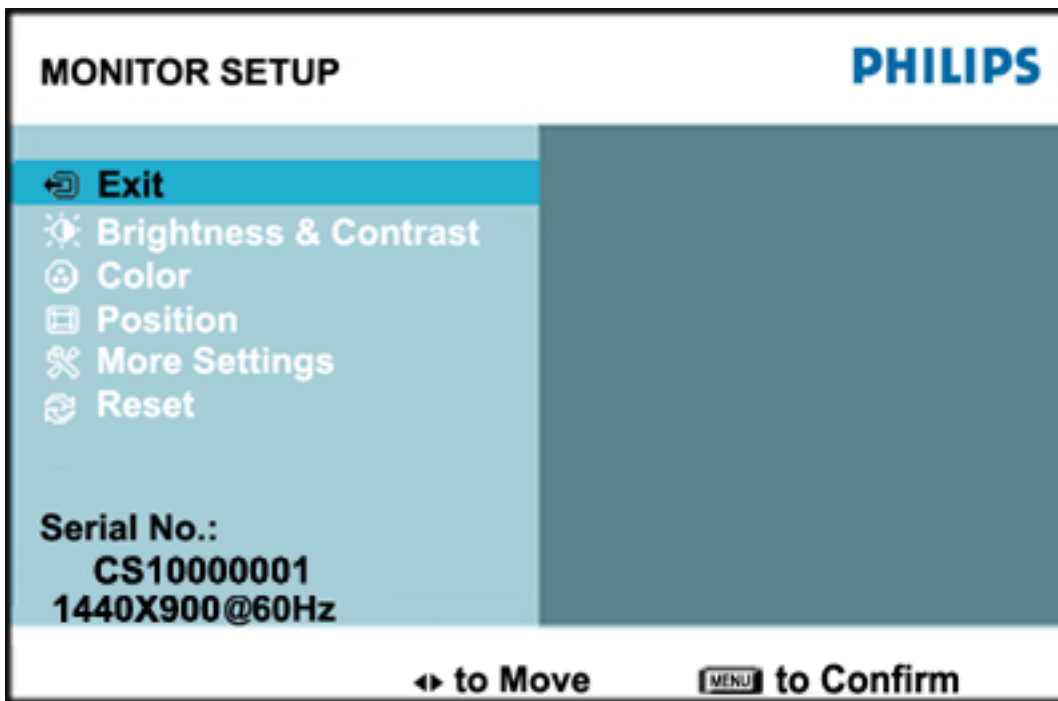 MONITOR SETUP
PHILIPS
Exit
Brightness & Contrast
Color
Position
More Settings
Reset
Serial No.:
CS10000001
1440X900@60Hz
to Move
MENU to Confirm